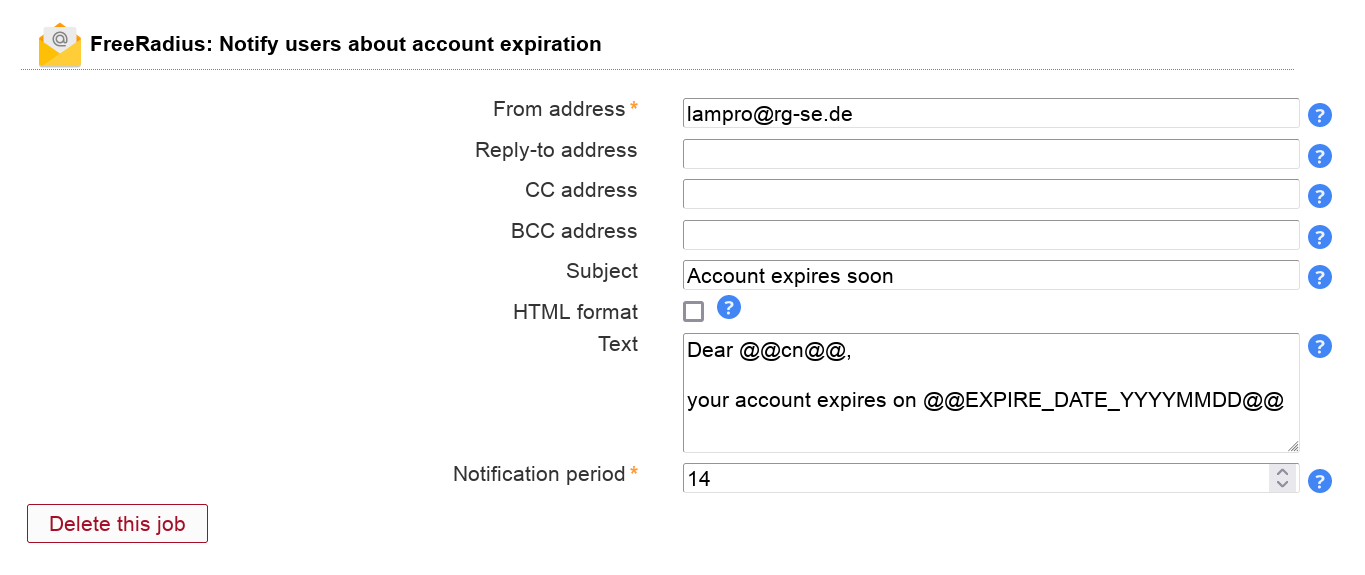 @
FreeRadius: Notify users about account expiration
From address * lampro@rg-se.de ?
Reply-to address ?
CC address ?
BCC address ?
Subject Account expires soon ?
HTML format ?
Text Dear @@cn@@, ?
your account expires on @@EXPIRE_DATE_YYYYMMDD@@
Notification period * 14 ?
Delete this job